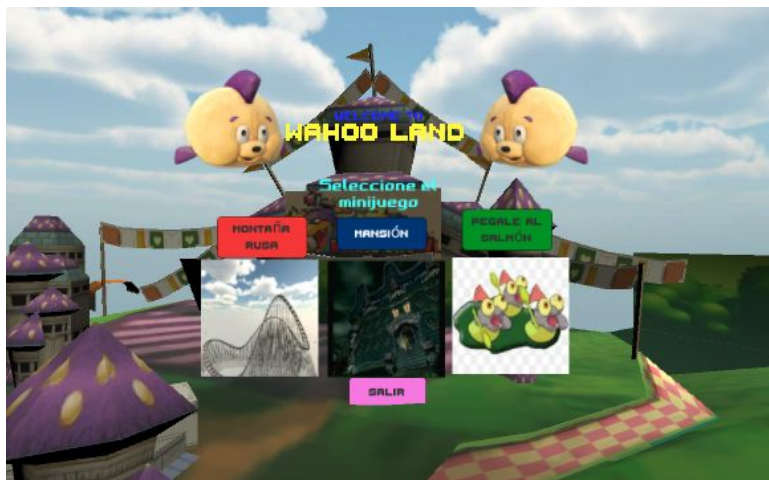 WELCOME TO
WAHOO LAND
Seleccione el
minijuego
MONTAÑA
RUSA
MANSIÓN
PEGALE AL
SALMÓN
SALIR